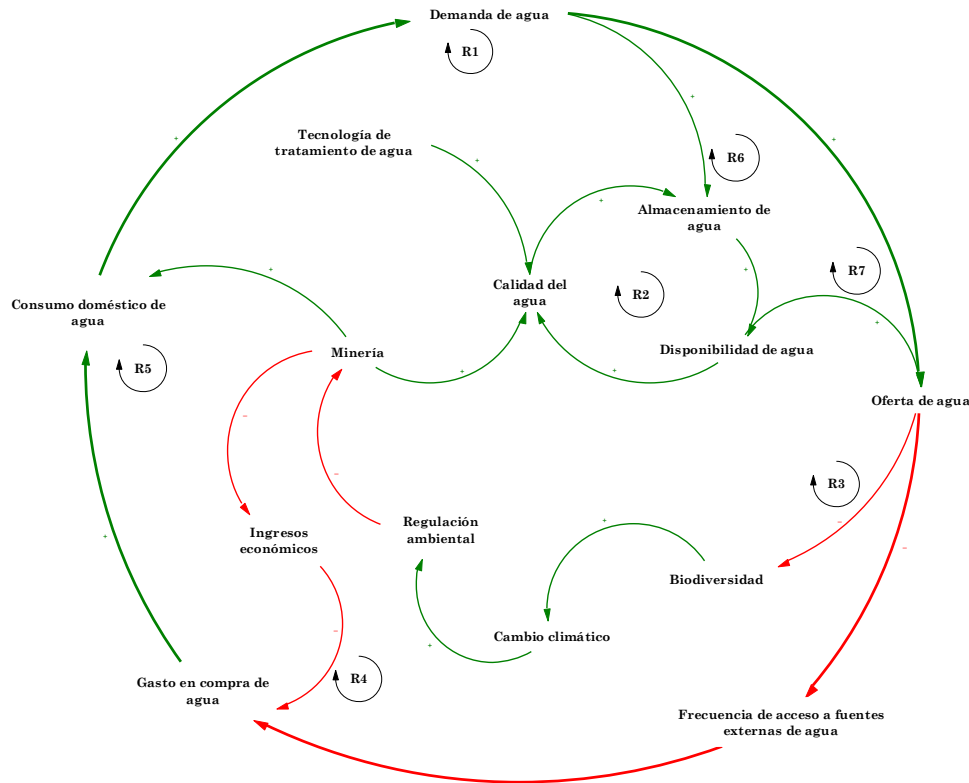 Demanda de agua
R1
+
+
+
Tecnología de
tratamiento de agua
+
R6
+
Almacenamiento de
agua
+
+
R7
Calidad del
agua
R2
+
Consumo doméstico de
agua
R5
Minería
+
+
Disponibilidad de agua
Oferta de agua
−
−
R3
Ingresos
económicos
Regulación
ambiental
+
−
−
+
Biodiversidad
−
Cambio climático
+
R4
Gasto en compra de
agua
Frecuencia de acceso a fuentes
externas de agua